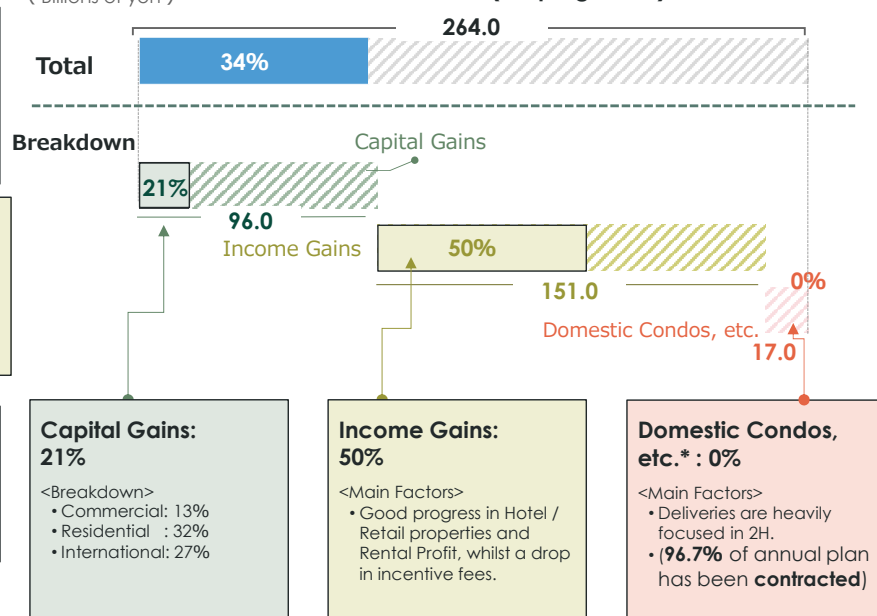 ( Billions of yen )
264.0
Total
34%
Breakdown
Capital Gains
21%
96.0
Income Gains
50%
151.0
0%
Domestic Condos, etc.
17.0
Capital Gains:
21%
<Breakdown>
• Commercial: 13%
• Residential : 32%
• International: 27%
Income Gains:
50%
<Main Factors>
• Good progress in Hotel /
Retail properties and
Rental Profit, whilst a drop
in incentive fees.
Domestic Condos,
etc.* : 0%
<Main Factors>
• Deliveries are heavily
focused in 2H.
• (96.7% of annual plan
has been contracted)